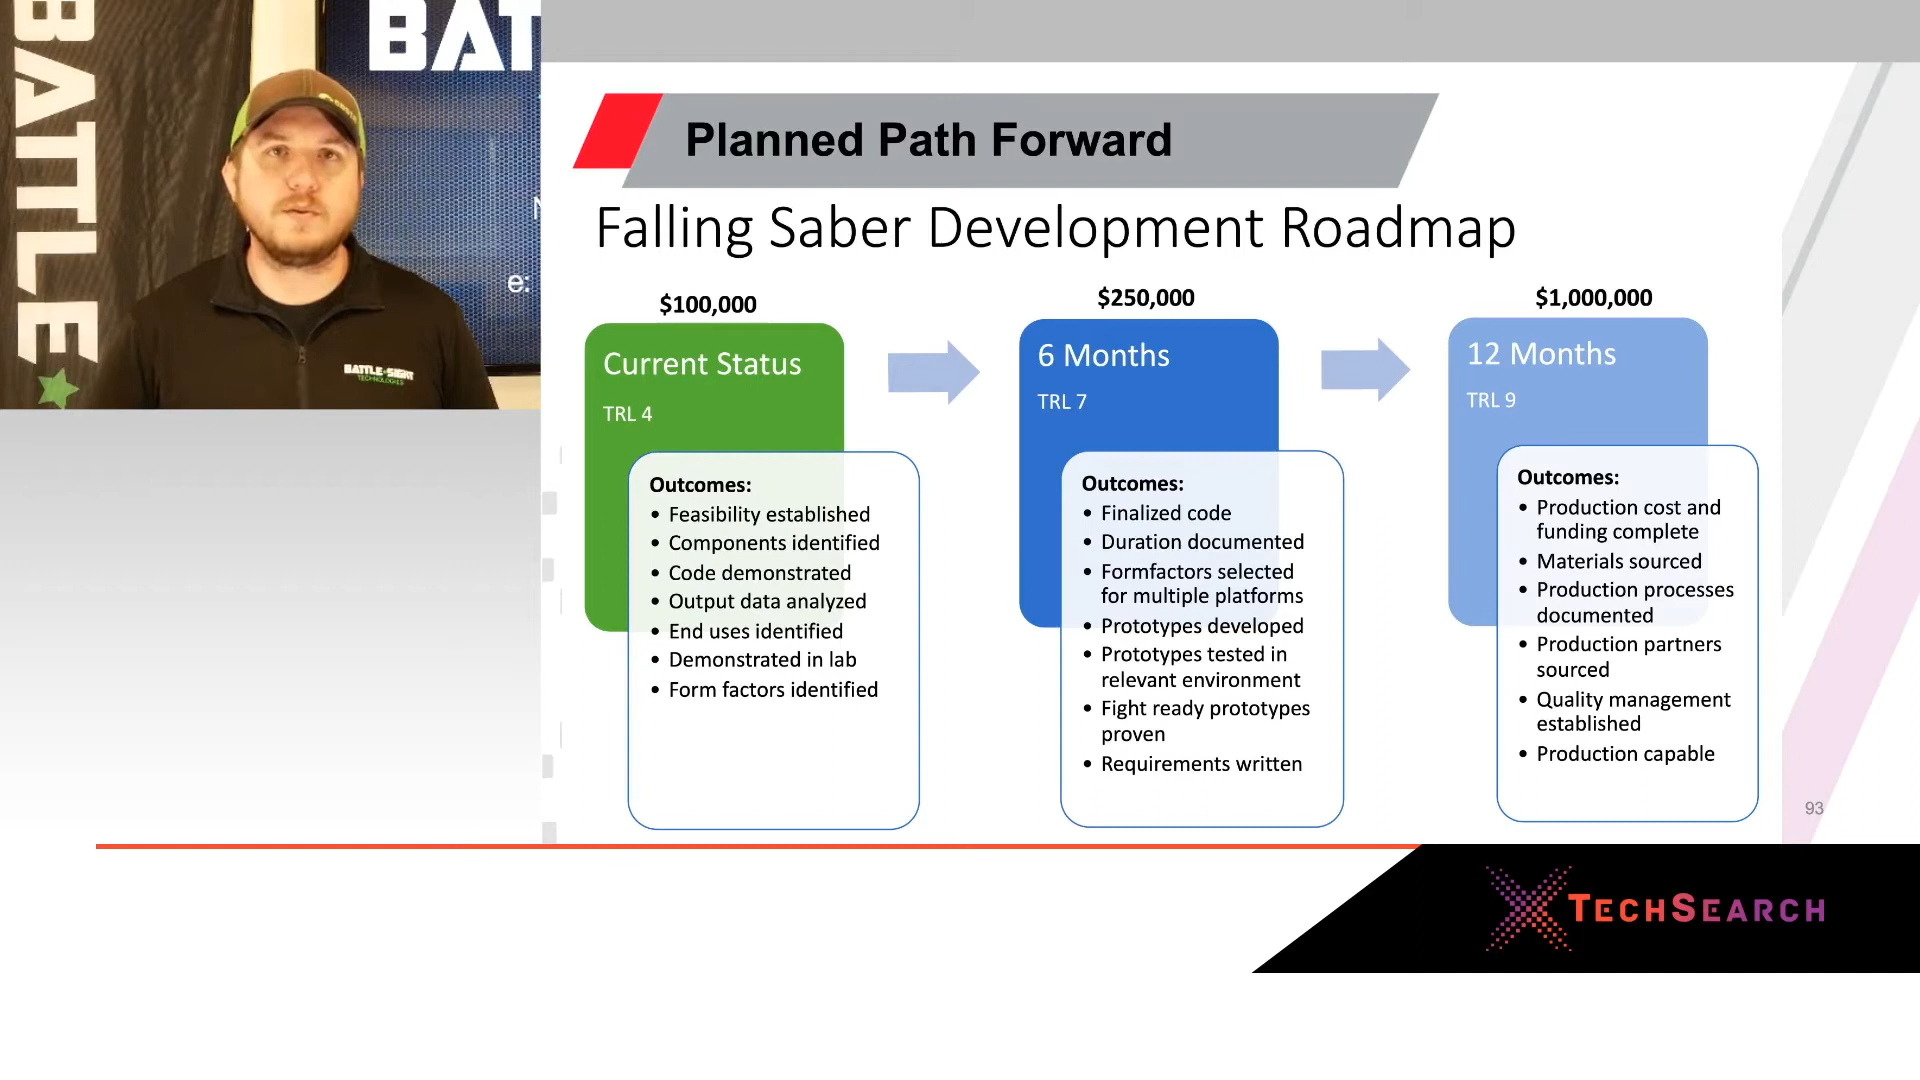 BATTLE
BAT
e:
BATTLE-SIGHT
TECHNOLOGIES
Planned Path Forward
Falling Saber Development Roadmap
$100,000
Current Status
TRL 4
Outcomes:
• Feasibility established
• Components identified
• Code demonstrated
• Output data analyzed
• End uses identified
• Demonstrated in lab
• Form factors identified
$250,000
6 Months
TRL 7
Outcomes:
• Finalized code
• Duration documented
• Formfactors selected
for multiple platforms
• Prototypes developed
• Prototypes tested in
relevant environment
• Fight ready prototypes
proven
• Requirements written
$1,000,000
12 Months
TRL 9
Outcomes:
• Production cost and
funding complete
• Materials sourced
• Production processes
documented
• Production partners
sourced
• Quality management
established
• Production capable
93
XTECHSEARCH